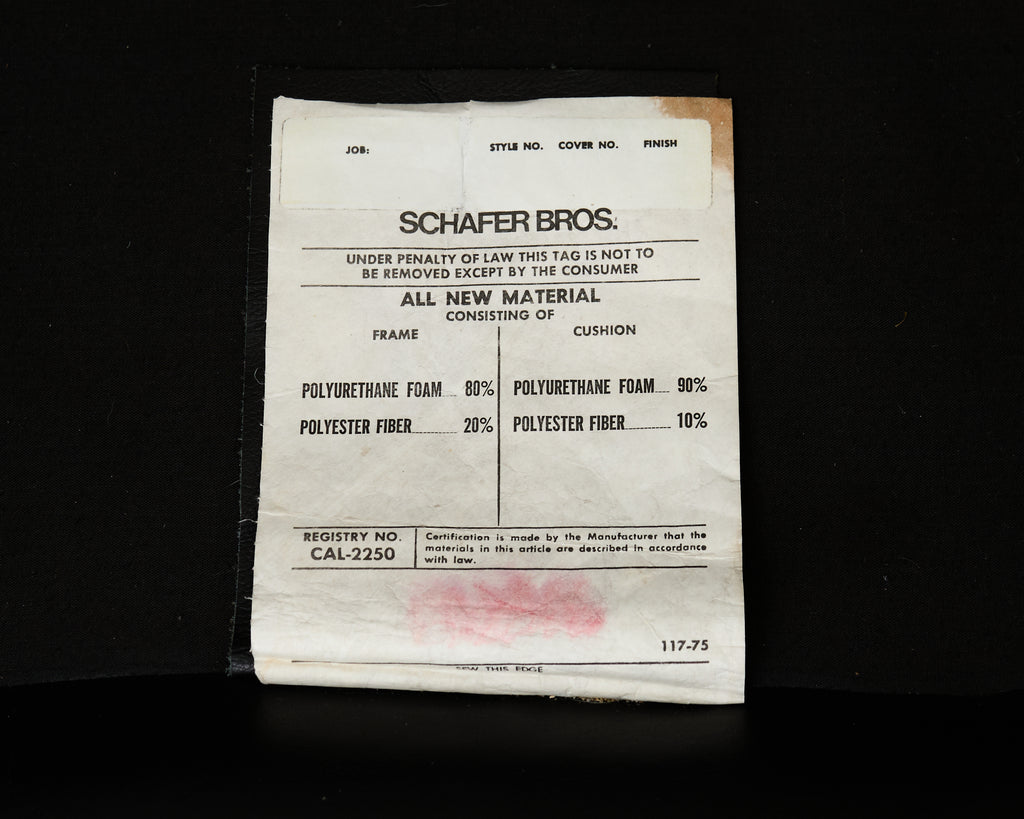 JOB: STYLE NO. COVER NO. FINISH
SCHAFER BROS.
UNDER PENALTY OF LAW THIS TAG IS NOT TO
BE REMOVED EXCEPT BY THE CONSUMER
ALL NEW MATERIAL
CONSISTING OF
FRAME
POLYURETHANE FOAM 80%
POLYESTER FIBER 20%
CUSHION
POLYURETHANE FOAM 90%
POLYESTER FIBER 10%
REGISTRY NO.
CAL-2250
Certification is made by the Manufacturer that the
materials in this article are described in accordance
with law.
117-75
SEW THIS EDGE